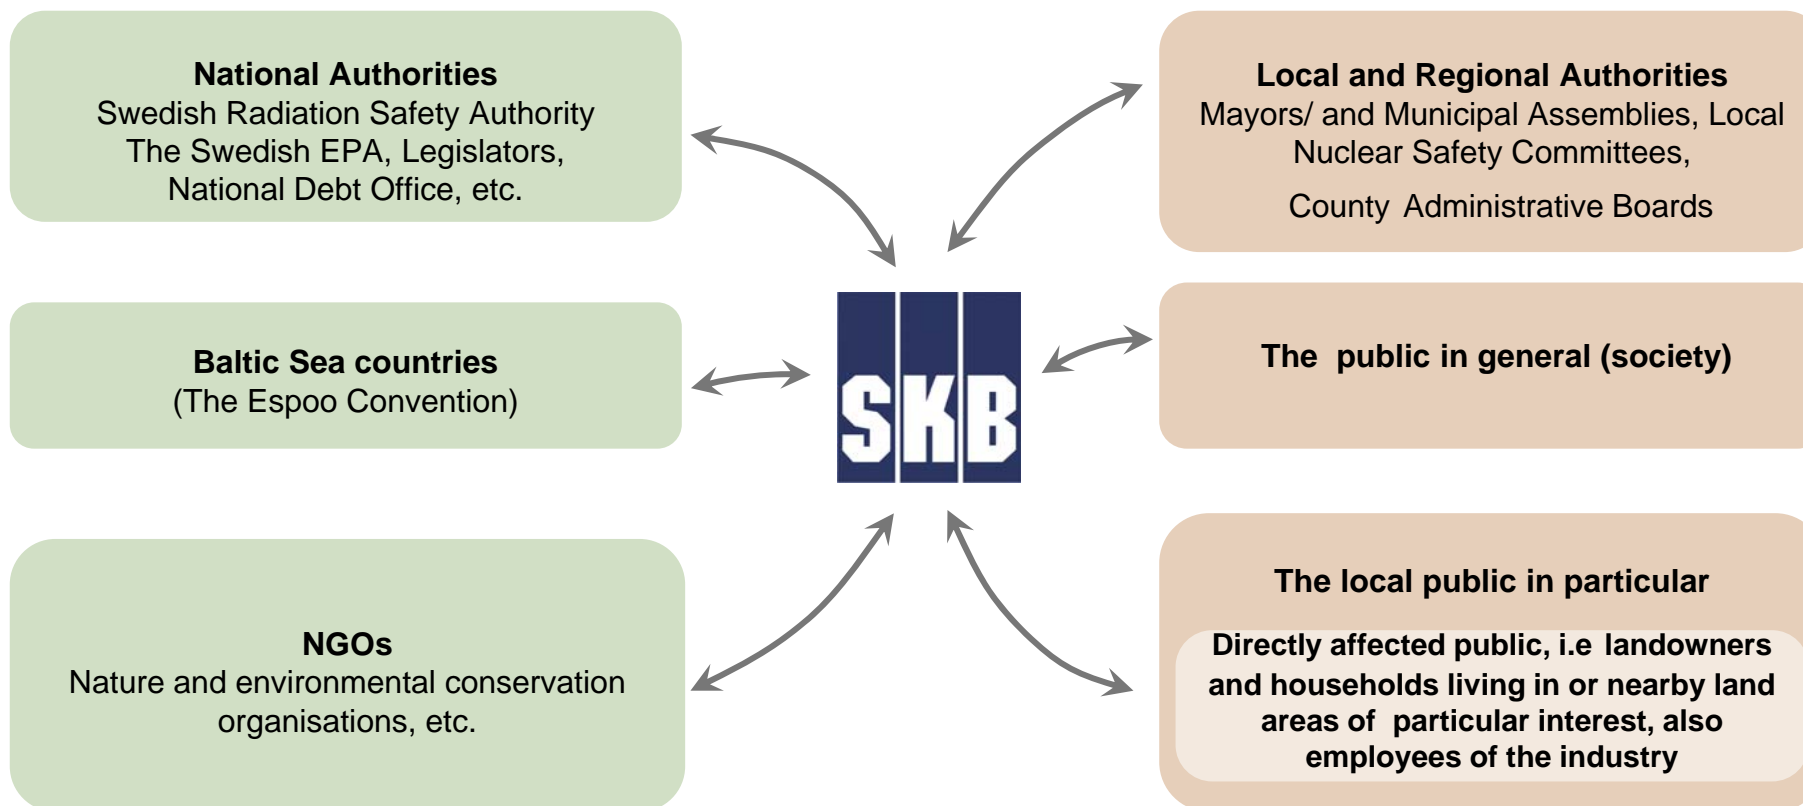 National Authorities
Swedish Radiation Safety Authority
The Swedish EPA, Legislators,
National Debt Office, etc.
Baltic Sea countries
(The Espoo Convention)
NGOs
Nature and environmental conservation
organisations, etc.
SKB
Local and Regional Authorities
Mayors/ and Municipal Assemblies, Local
Nuclear Safety Committees,
County Administrative Boards
The public in general (society)
The local public in particular
Directly affected public, i.e landowners
and households living in or nearby land
areas of particular interest, also
employees of the industry